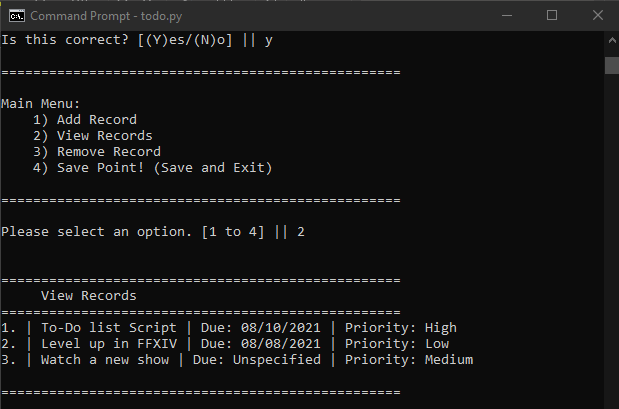 Command Prompt - todo.py
Is this correct? [(Y)es/(N)o] || y
==================================================
Main Menu:
1) Add Record
2) View Records
3) Remove Record
4) Save Point! (Save and Exit)
==================================================
Please select an option. [1 to 4] || 2
==================================================
View Records
==================================================
1. | To-Do list Script | Due: 08/10/2021 | Priority: High
2. | Level up in FFXIV | Due: 08/08/2021 | Priority: Low
3. | Watch a new show | Due: Unspecified | Priority: Medium
==================================================